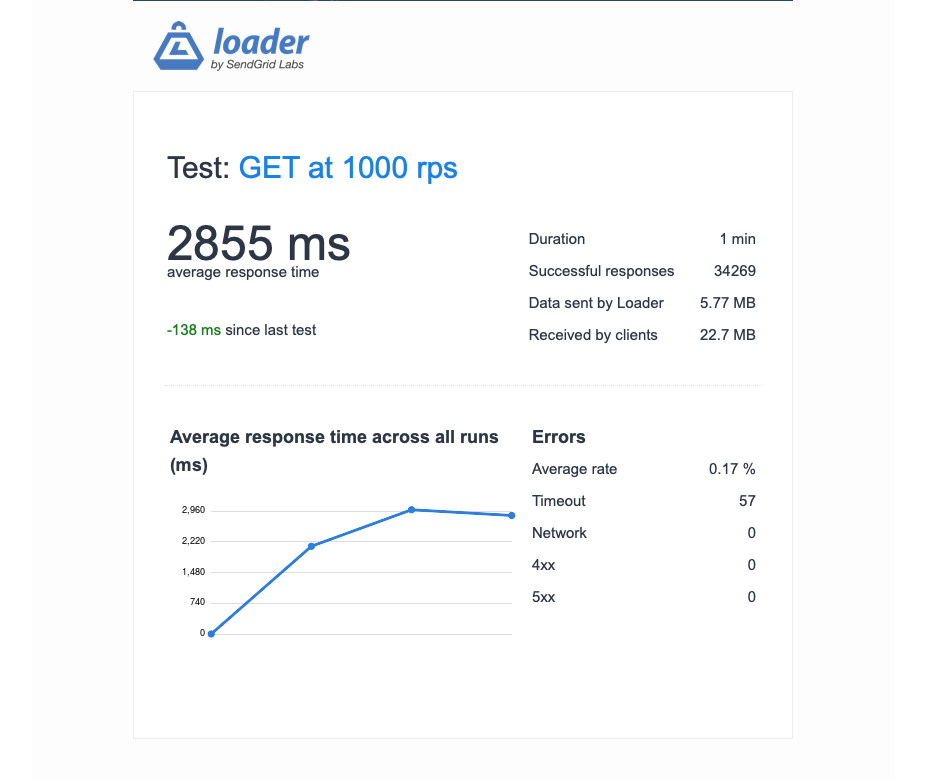 loader
by SendGrid Labs
Test: GET at 1000 rps
2855 ms
average response time
-138 ms since last test
Duration 1 min
Successful responses 34269
Data sent by Loader 5.77 MB
Received by clients 22.7 MB
Average response time across all runs
(ms)
2,960
2,220
1,480
740
0
Errors
Average rate 0.17 %
Timeout 57
Network 0
4xx 0
5xx 0